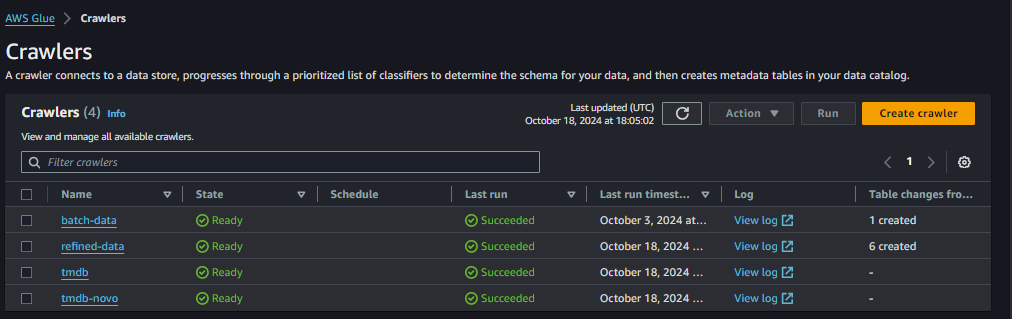 AWS Glue > Crawlers
Crawlers
A crawler connects to a data store, progresses through a prioritized list of classifiers to determine the schema for your data, and then creates metadata tables in your data catalog.
Crawlers (4) Info
Last updated (UTC)
October 18, 2024 at 18:05:02
Action
Run
Create crawler
View and manage all available crawlers.
Filter crawlers
1
Name State Schedule Last run Last run timest... Log Table changes fro...
batch-data Ready Succeeded October 3, 2024 at... View log 1 created
refined-data Ready Succeeded October 18, 2024 ... View log 6 created
tmdb Ready Succeeded October 18, 2024 ... View log -
tmdb-novo Ready Succeeded October 18, 2024 ... View log -